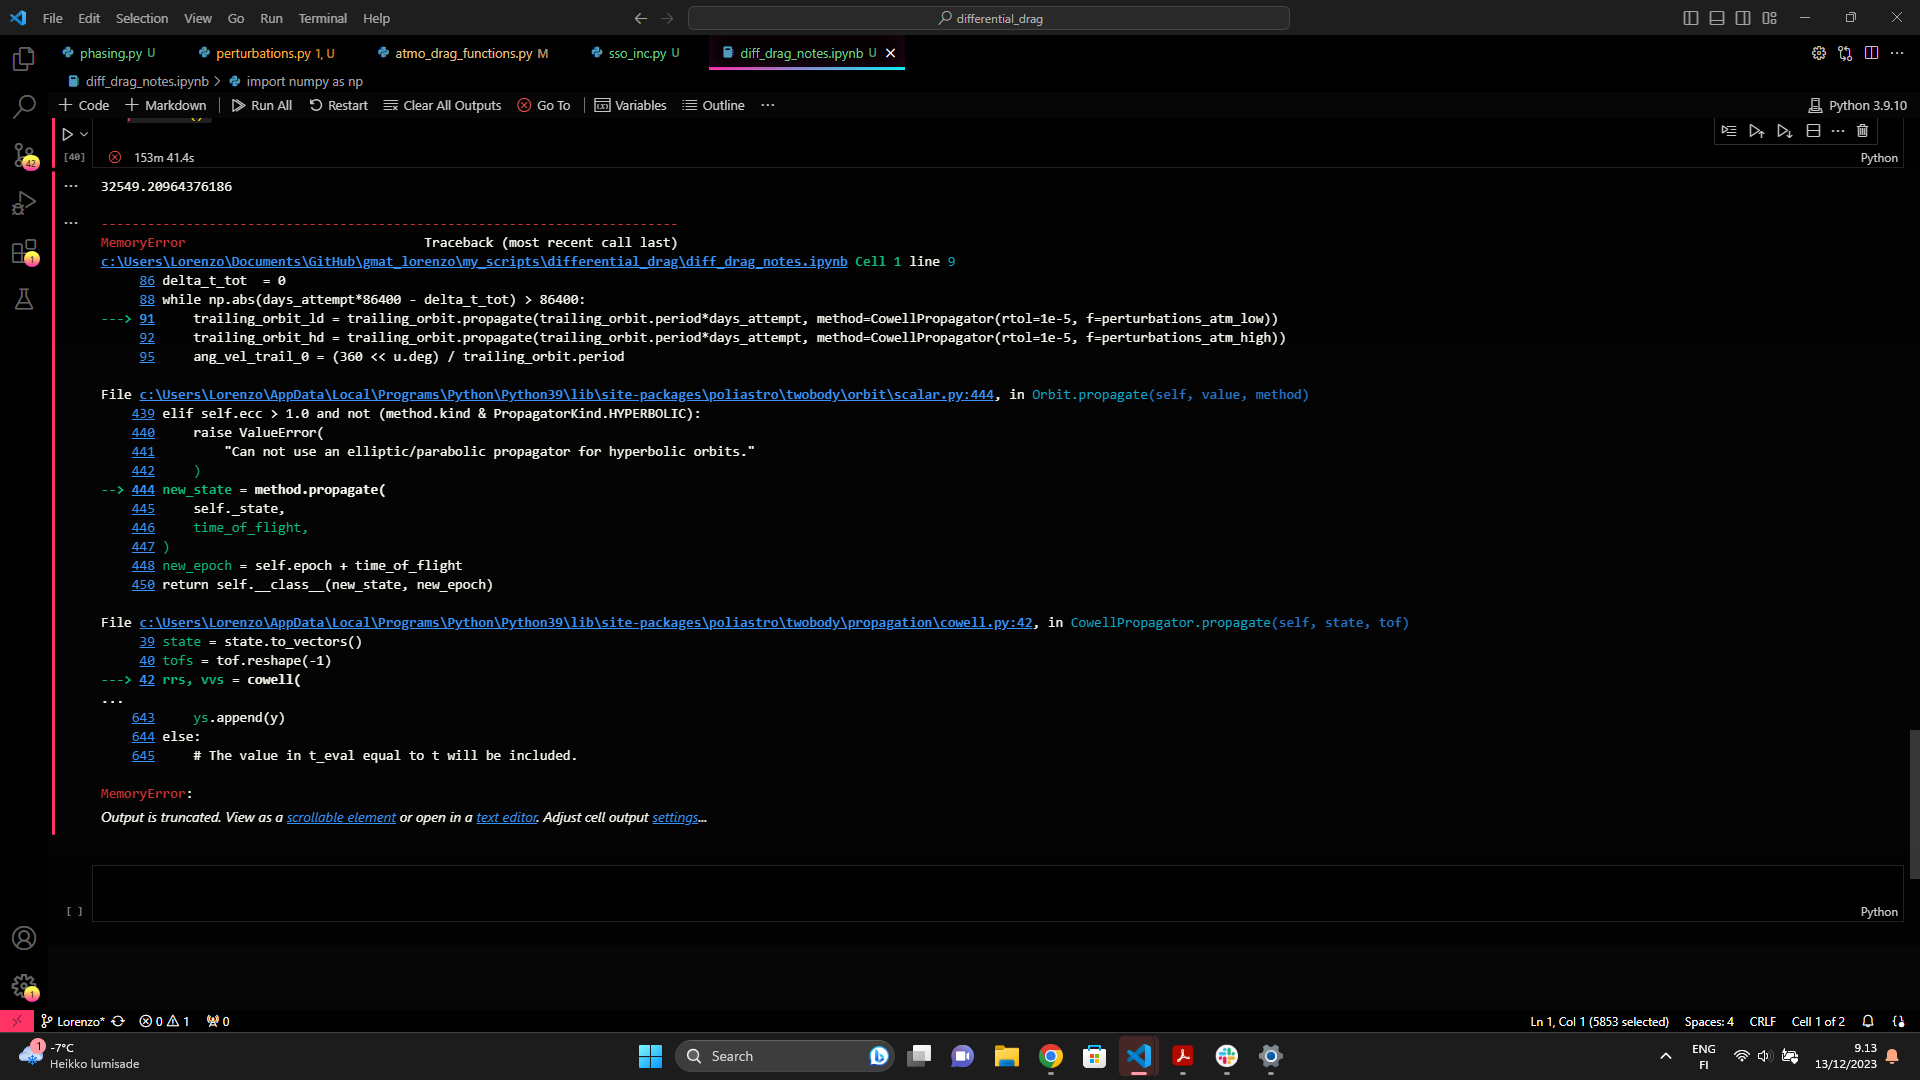 File Edit Selection View Go Run Terminal Help
differential_drag
phasing.py U
perturbations.py 1, U
atmo_drag_functions.py M
sso_inc.py U
diff_drag_notes.ipynb U
diff_drag_notes.ipynb > import numpy as np
+ Code + Markdown Run All Restart Clear All Outputs Go To Variables Outline ...
Python 3.9.10
[40]
153m 41.4s
Python
... 32549.20964376186
...
---------------------------------------------------------------------------
MemoryError Traceback (most recent call last)
c:\Users\Lorenzo\Documents\GitHub\gmat_lorenzo\my_scripts\differential_drag\diff_drag_notes.ipynb Cell 1 line 9
86 delta_t_tot = 0
88 while np.abs(days_attempt*86400 - delta_t_tot) > 86400:
---> 91 trailing_orbit_ld = trailing_orbit.propagate(trailing_orbit.period*days_attempt, method=CowellPropagator(rtol=1e-5, f=perturbations_atm_low))
92 trailing_orbit_hd = trailing_orbit.propagate(trailing_orbit.period*days_attempt, method=CowellPropagator(rtol=1e-5, f=perturbations_atm_high))
95 ang_vel_trail_0 = (360 << u.deg) / trailing_orbit.period
File c:\Users\Lorenzo\AppData\Local\Programs\Python\Python39\lib\site-packages\poliastro\twobody\orbit\scalar.py:444, in Orbit.propagate(self, value, method)
439 elif self.ecc > 1.0 and not (method.kind & PropagatorKind.HYPERBOLIC):
440 raise ValueError(
441 "Can not use an elliptic/parabolic propagator for hyperbolic orbits."
442 )
--> 444 new_state = method.propagate(
445 self._state,
446 time_of_flight,
447 )
448 new_epoch = self.epoch + time_of_flight
450 return self.__class__(new_state, new_epoch)
File c:\Users\Lorenzo\AppData\Local\Programs\Python\Python39\lib\site-packages\poliastro\twobody\propagation\cowell.py:42, in CowellPropagator.propagate(self, state, tof)
39 state = state.to_vectors()
40 tofs = tof.reshape(-1)
---> 42 rrs, vvs = cowell(
...
643 ys.append(y)
644 else:
645 # The value in t_eval equal to t will be included.
MemoryError:
Output is truncated. View as a scrollable element or open in a text editor. Adjust cell output settings...
[ ]
Python
42
1
1
Lorenzo* 0 1 0
Ln 1, Col 1 (5853 selected) Spaces: 4 CRLF Cell 1 of 2
1
-7°C
Heikko lumisade
Search
ENG
FI
9.13
13/12/2023